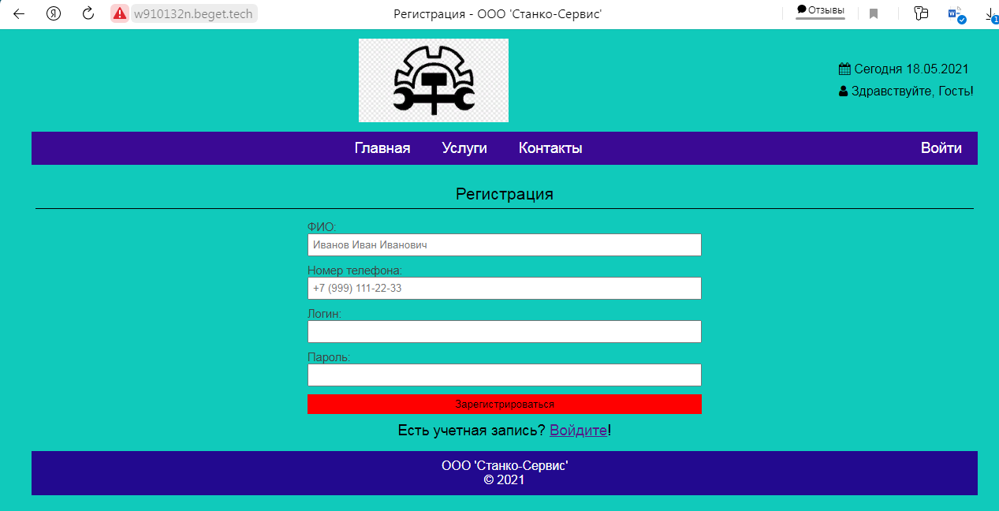 w910132n.beget.tech
Регистрация - ООО 'Станко-Сервис'
Отзывы
Сегодня 18.05.2021
Здравствуйте, Гость!
Главная Услуги Контакты Войти
Регистрация
ФИО:
Иванов Иван Иванович
Номер телефона:
+7 (999) 111-22-33
Логин:
Пароль:
Зарегистрироваться
Есть учетная запись? Войдите!
ООО 'Станко-Сервис'
© 2021